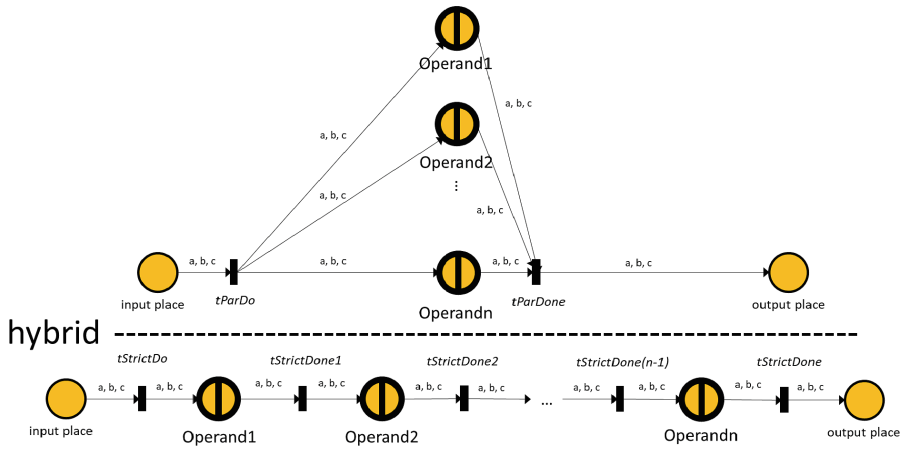 Operand1
a, b, c
a, b, c
Operand2
⋮
a, b, c
a, b, c
a, b, c
a, b, c
a, b, c
a, b, c
input place
tParDo
Operandn
tParDone
output place
hybrid
tStrictDo
tStrictDone1
tStrictDone2
tStrictDone(n-1)
tStrictDone
a, b, c
a, b, c
a, b, c
a, b, c
a, b, c
a, b, c
...
a, b, c
a, b, c
a, b, c
a, b, c
input place
Operand1
Operand2
Operandn
output place